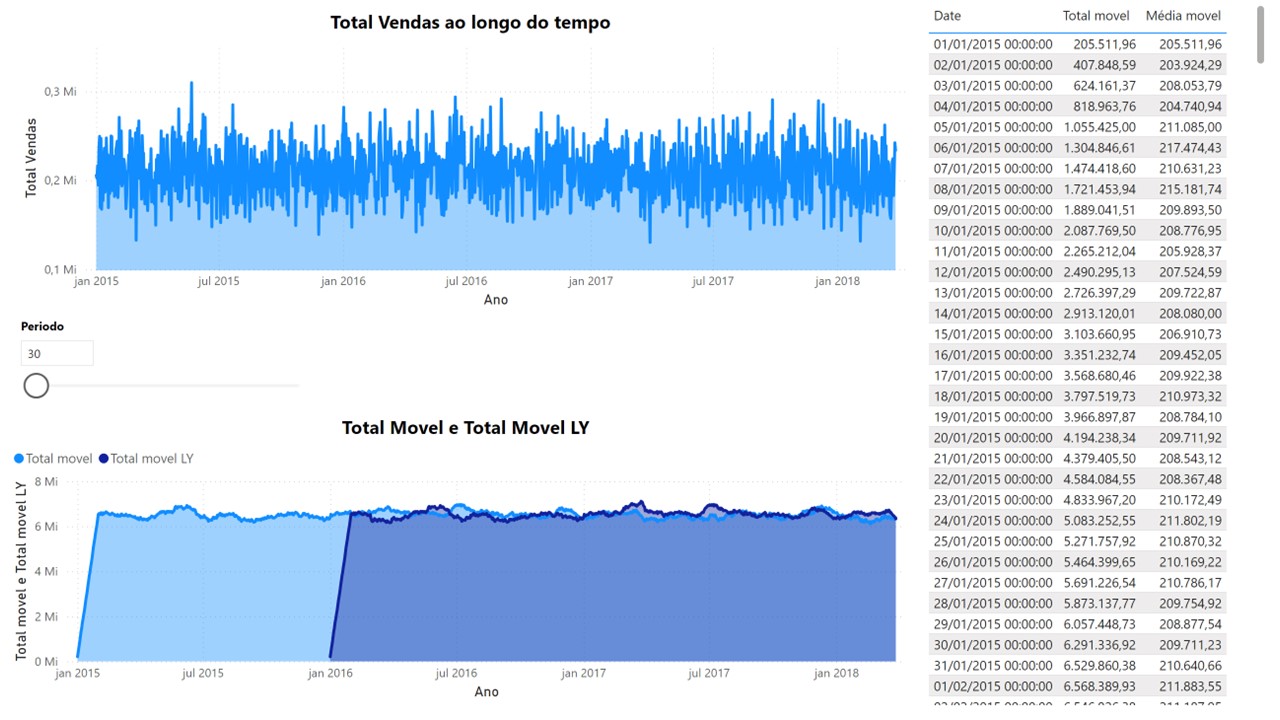 Total Vendas ao longo do tempo
0,3 Mi
0,2 Mi
0,1 Mi
Total Vendas
jan 2015 jul 2015 jan 2016 jul 2016 jan 2017 jul 2017 jan 2018
Ano
Periodo
30
Total Movel e Total Movel LY
Total movel Total movel LY
8 Mi
6 Mi
4 Mi
2 Mi
0 Mi
Total movel e Total movel LY
jan 2015 jul 2015 jan 2016 jul 2016 jan 2017 jul 2017 jan 2018
Ano
Date Total movel Média movel
01/01/2015 00:00:00 205.511,96 205.511,96
02/01/2015 00:00:00 407.848,59 203.924,29
03/01/2015 00:00:00 624.161,37 208.053,79
04/01/2015 00:00:00 818.963,76 204.740,94
05/01/2015 00:00:00 1.055.425,00 211.085,00
06/01/2015 00:00:00 1.304.846,61 217.474,43
07/01/2015 00:00:00 1.474.418,60 210.631,23
08/01/2015 00:00:00 1.721.453,94 215.181,74
09/01/2015 00:00:00 1.889.041,51 209.893,50
10/01/2015 00:00:00 2.087.769,50 208.776,95
11/01/2015 00:00:00 2.265.212,04 205.928,37
12/01/2015 00:00:00 2.490.295,13 207.524,59
13/01/2015 00:00:00 2.726.397,29 209.722,87
14/01/2015 00:00:00 2.913.120,01 208.080,00
15/01/2015 00:00:00 3.103.660,95 206.910,73
16/01/2015 00:00:00 3.351.232,74 209.452,05
17/01/2015 00:00:00 3.568.680,46 209.922,38
18/01/2015 00:00:00 3.797.519,73 210.973,32
19/01/2015 00:00:00 3.966.897,87 208.784,10
20/01/2015 00:00:00 4.194.238,34 209.711,92
21/01/2015 00:00:00 4.379.405,50 208.543,12
22/01/2015 00:00:00 4.584.084,55 208.367,48
23/01/2015 00:00:00 4.833.967,20 210.172,49
24/01/2015 00:00:00 5.083.252,55 211.802,19
25/01/2015 00:00:00 5.271.757,92 210.870,32
26/01/2015 00:00:00 5.464.399,65 210.169,22
27/01/2015 00:00:00 5.691.226,54 210.786,17
28/01/2015 00:00:00 5.873.137,77 209.754,92
29/01/2015 00:00:00 6.057.448,73 208.877,54
30/01/2015 00:00:00 6.291.336,92 209.711,23
31/01/2015 00:00:00 6.529.860,38 210.640,66
01/02/2015 00:00:00 6.568.389,93 211.883,55